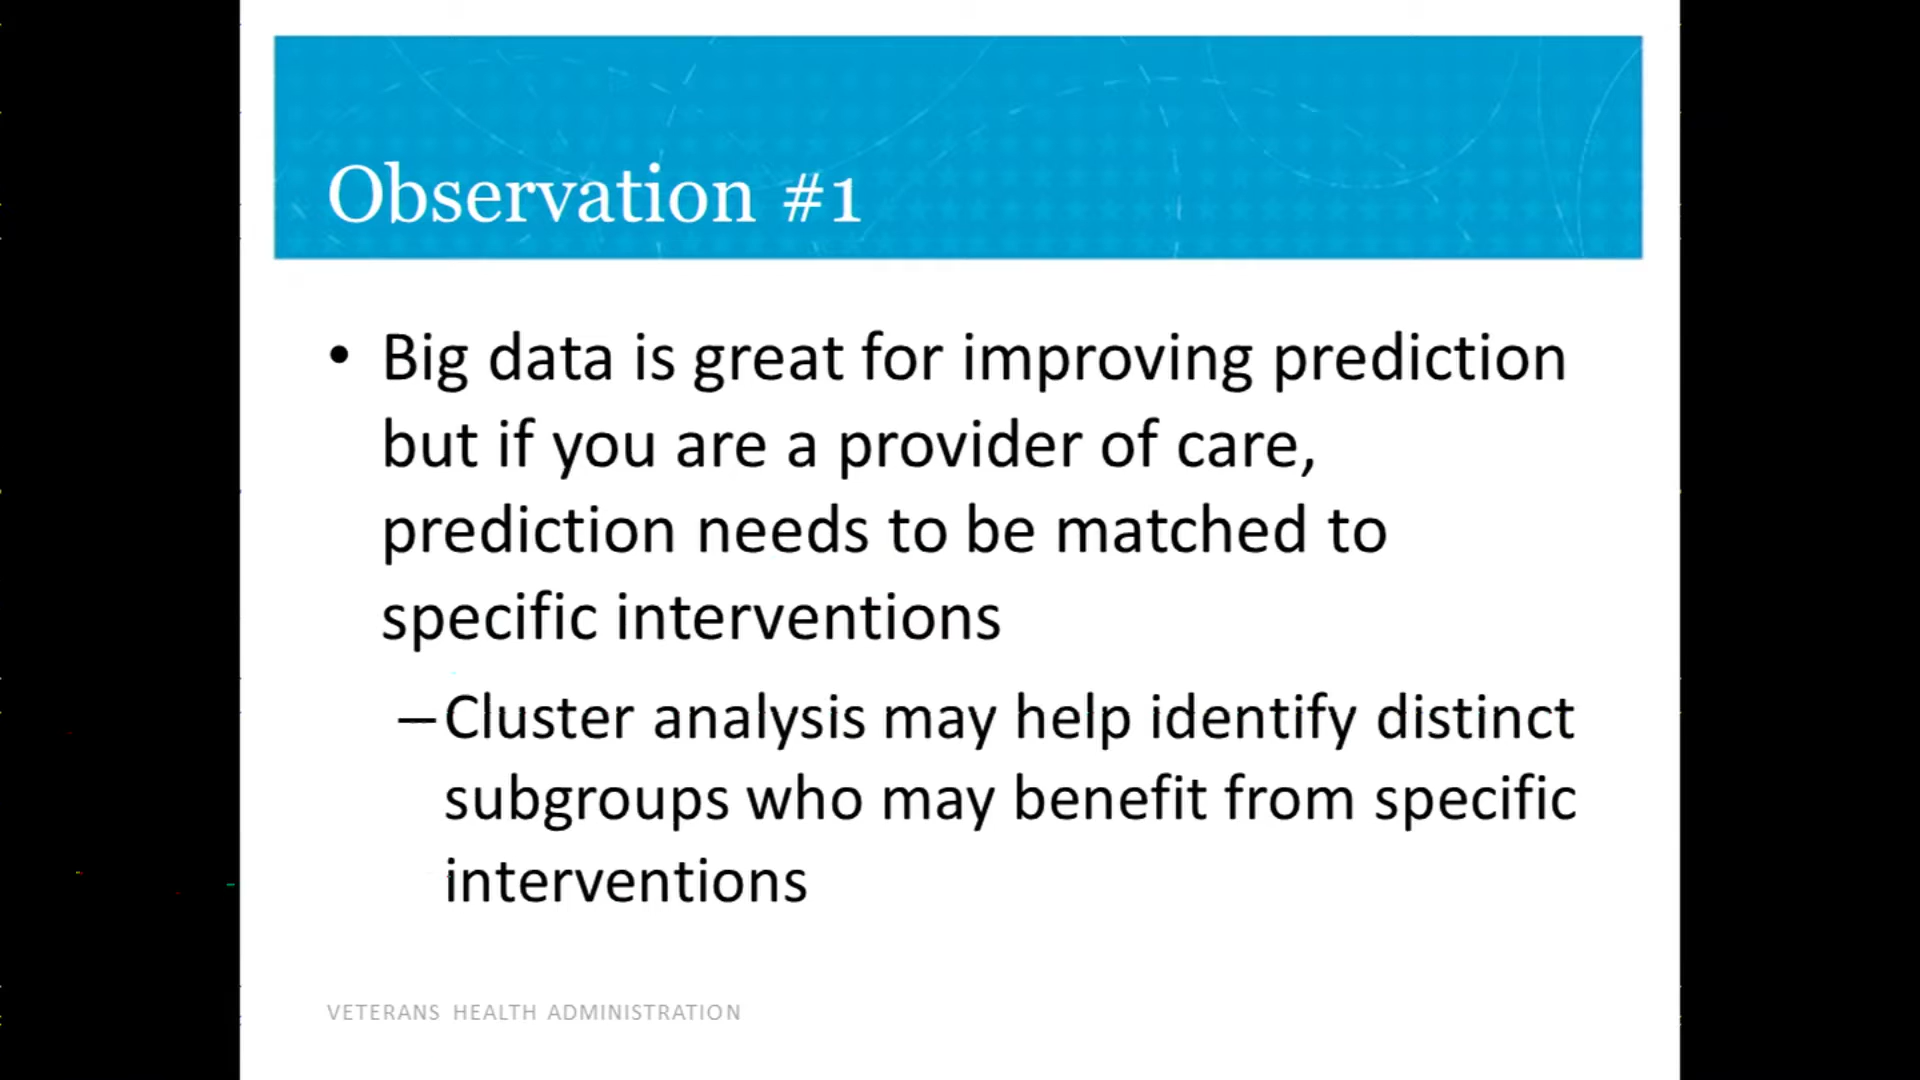 Observation #1
• Big data is great for improving prediction
but if you are a provider of care,
prediction needs to be matched to
specific interventions
– Cluster analysis may help identify distinct
subgroups who may benefit from specific
interventions
VETERANS HEALTH ADMINISTRATION